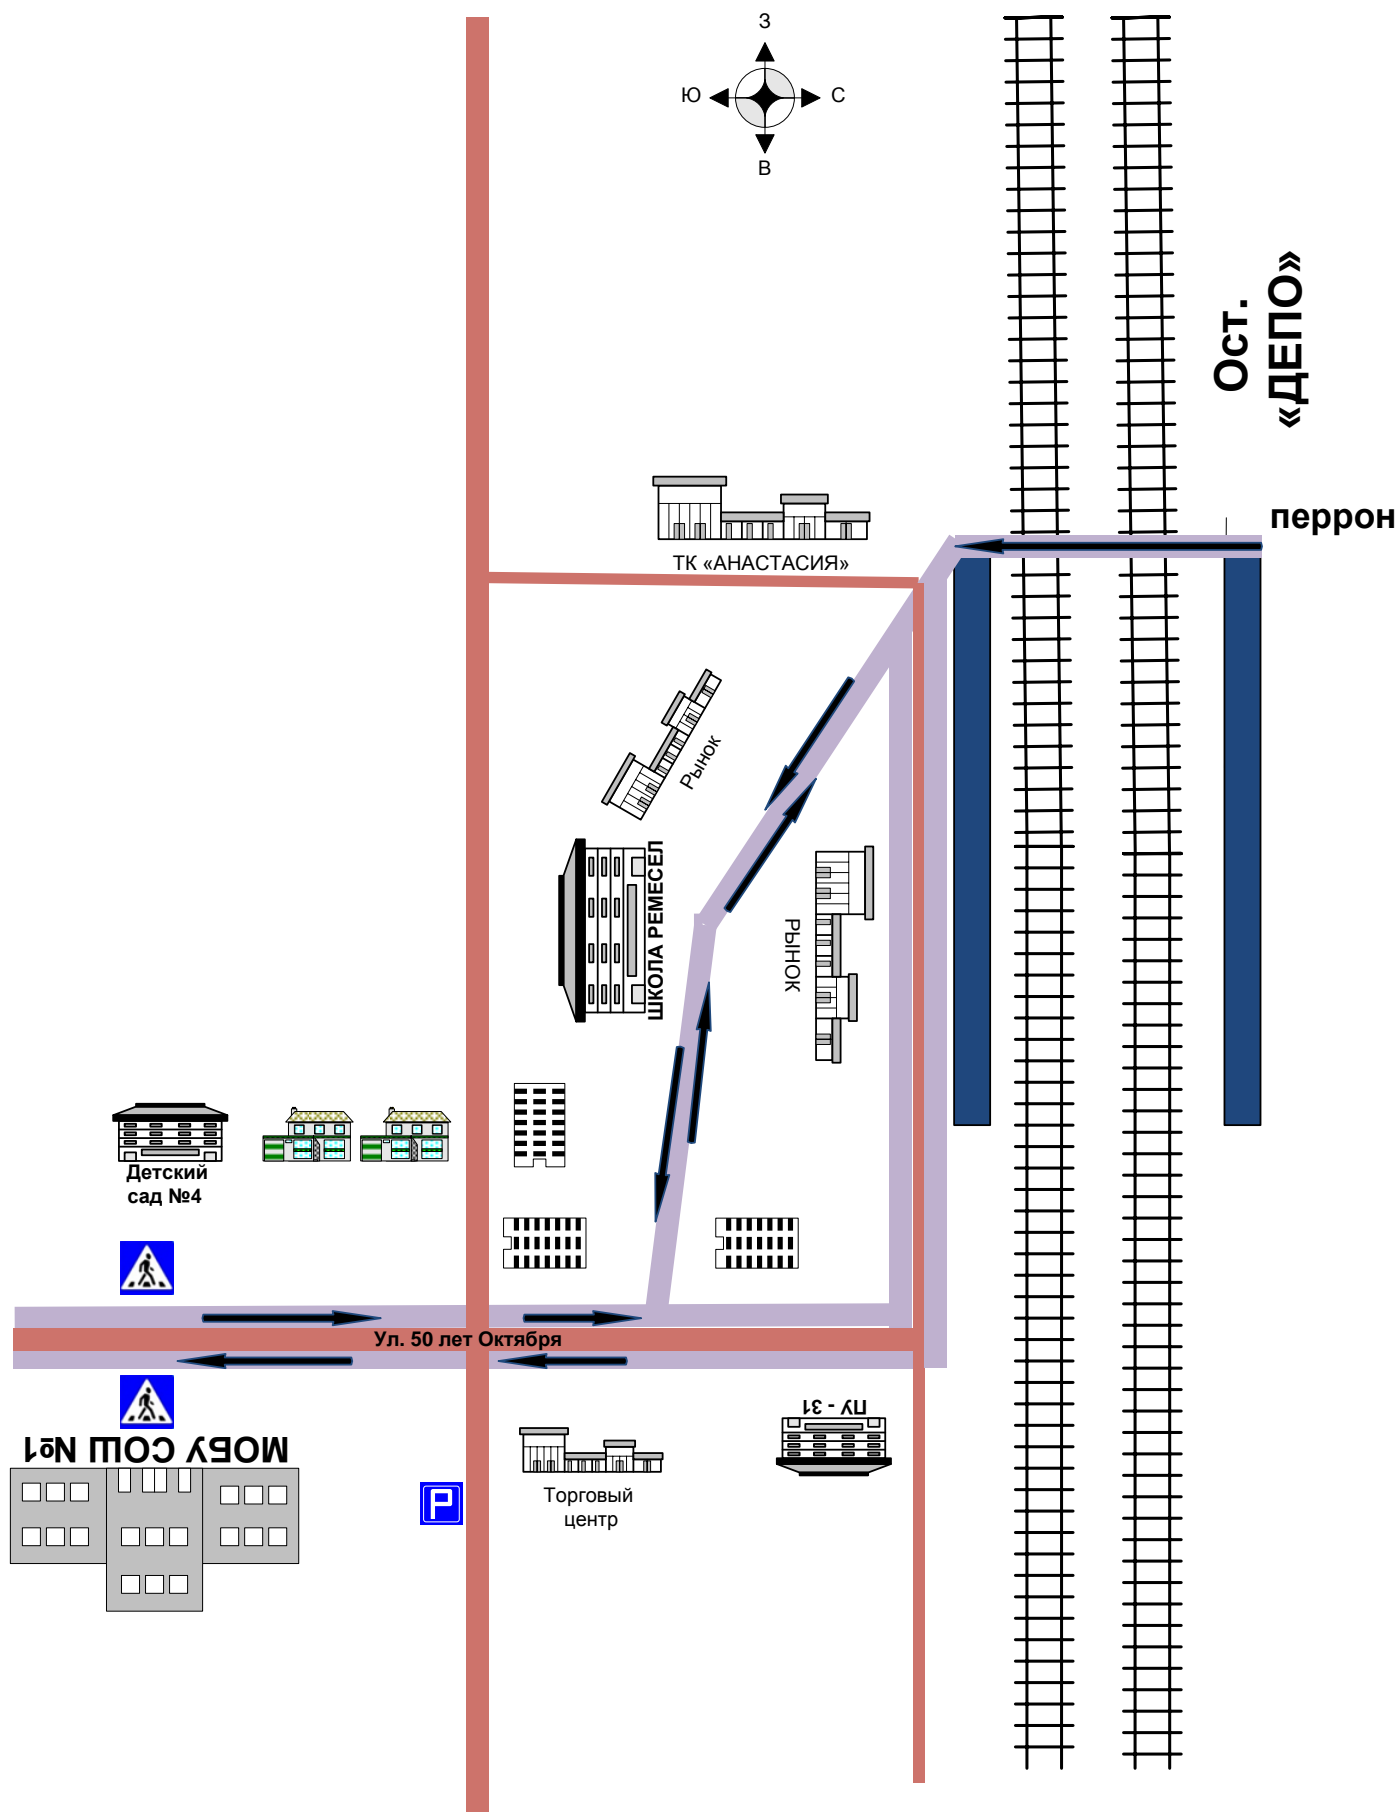 З
Ю
С
В
Ост.
«ДЕПО»
перрон
ТК «АНАСТАСИЯ»
Рынок
ШКОЛА РЕМЕСЕЛ
РЫНОК
Детский
сад №4
Ул. 50 лет Октября
МОБУ СОШ №1
P
Торговый
центр
ПУ - 31